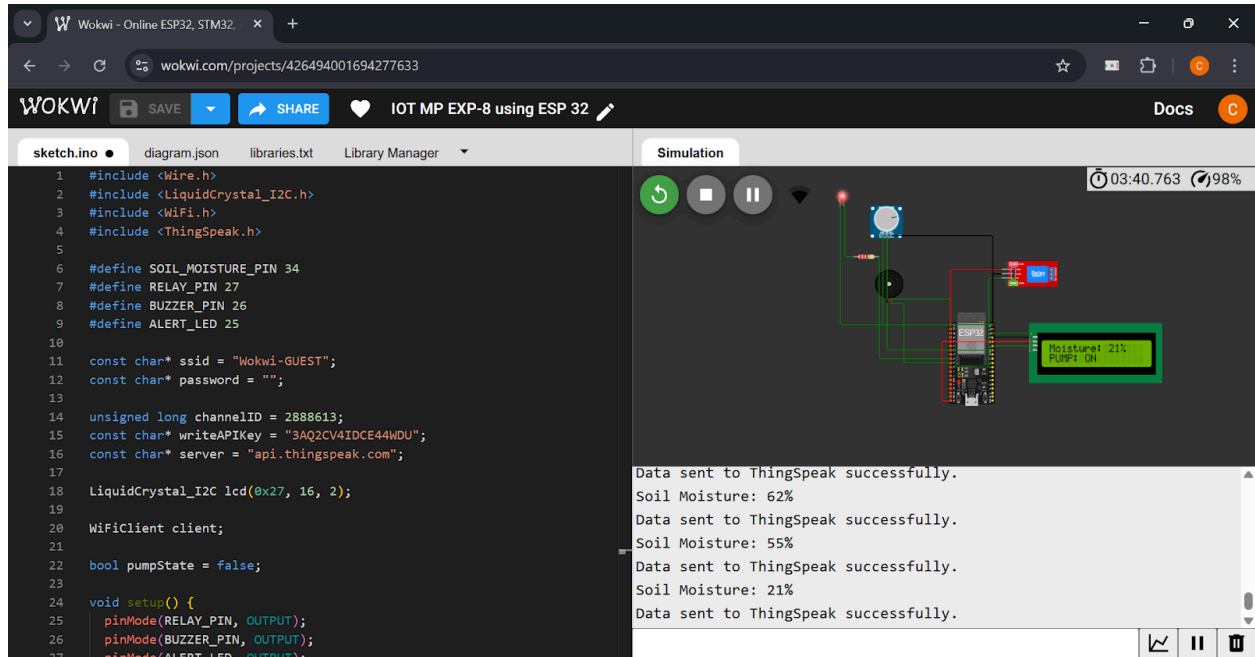 Wokwi - Online ESP32, STM32,
wokwi.com/projects/426494001694277633
C
WOKWI
SAVE
SHARE
IOT MP EXP-8 using ESP 32
Docs
C
sketch.ino
diagram.json
libraries.txt
Library Manager
Simulation
1 #include <Wire.h>
2 #include <LiquidCrystal_I2C.h>
3 #include <WiFi.h>
4 #include <ThingSpeak.h>
5
6 #define SOIL_MOISTURE_PIN 34
7 #define RELAY_PIN 27
8 #define BUZZER_PIN 26
9 #define ALERT_LED 25
10
11 const char* ssid = "Wokwi-GUEST";
12 const char* password = "";
13
14 unsigned long channelID = 2888613;
15 const char* writeAPIKey = "3AQ2CV4IDCE44WDU";
16 const char* server = "api.thingspeak.com";
17
18 LiquidCrystal_I2C lcd(0x27, 16, 2);
19
20 WiFiClient client;
21
22 bool pumpState = false;
23
24 void setup() {
25 pinMode(RELAY_PIN, OUTPUT);
26 pinMode(BUZZER_PIN, OUTPUT);
27 pinMode(ALERT_LED, OUTPUT);
03:40.763 98%
Relay
ESP32
Moisture: 21%
PUMP: ON
Data sent to ThingSpeak successfully.
Soil Moisture: 62%
Data sent to ThingSpeak successfully.
Soil Moisture: 55%
Data sent to ThingSpeak successfully.
Soil Moisture: 21%
Data sent to ThingSpeak successfully.